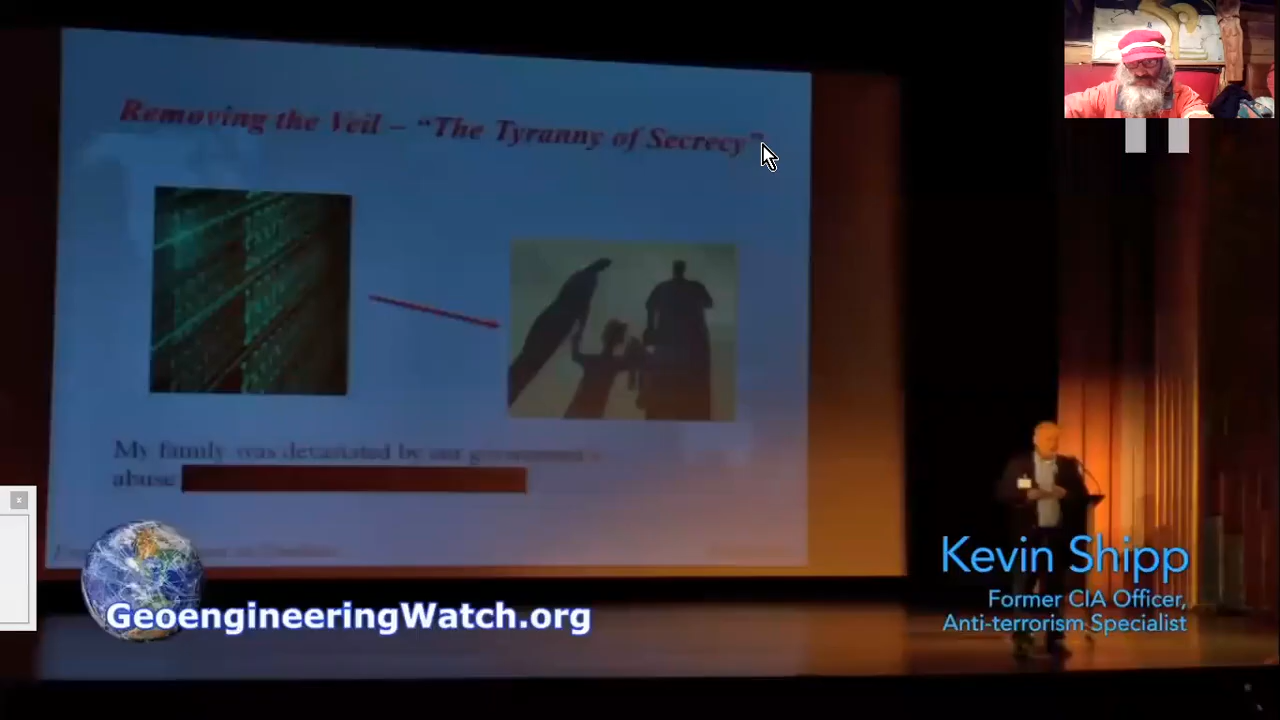 Removing the Veil – “The Tyranny of Secrecy”
My family was devastated by our government's
abuse
Kevin Shipp
Former CIA Officer,
Anti-terrorism Specialist
GeoengineeringWatch.org
x